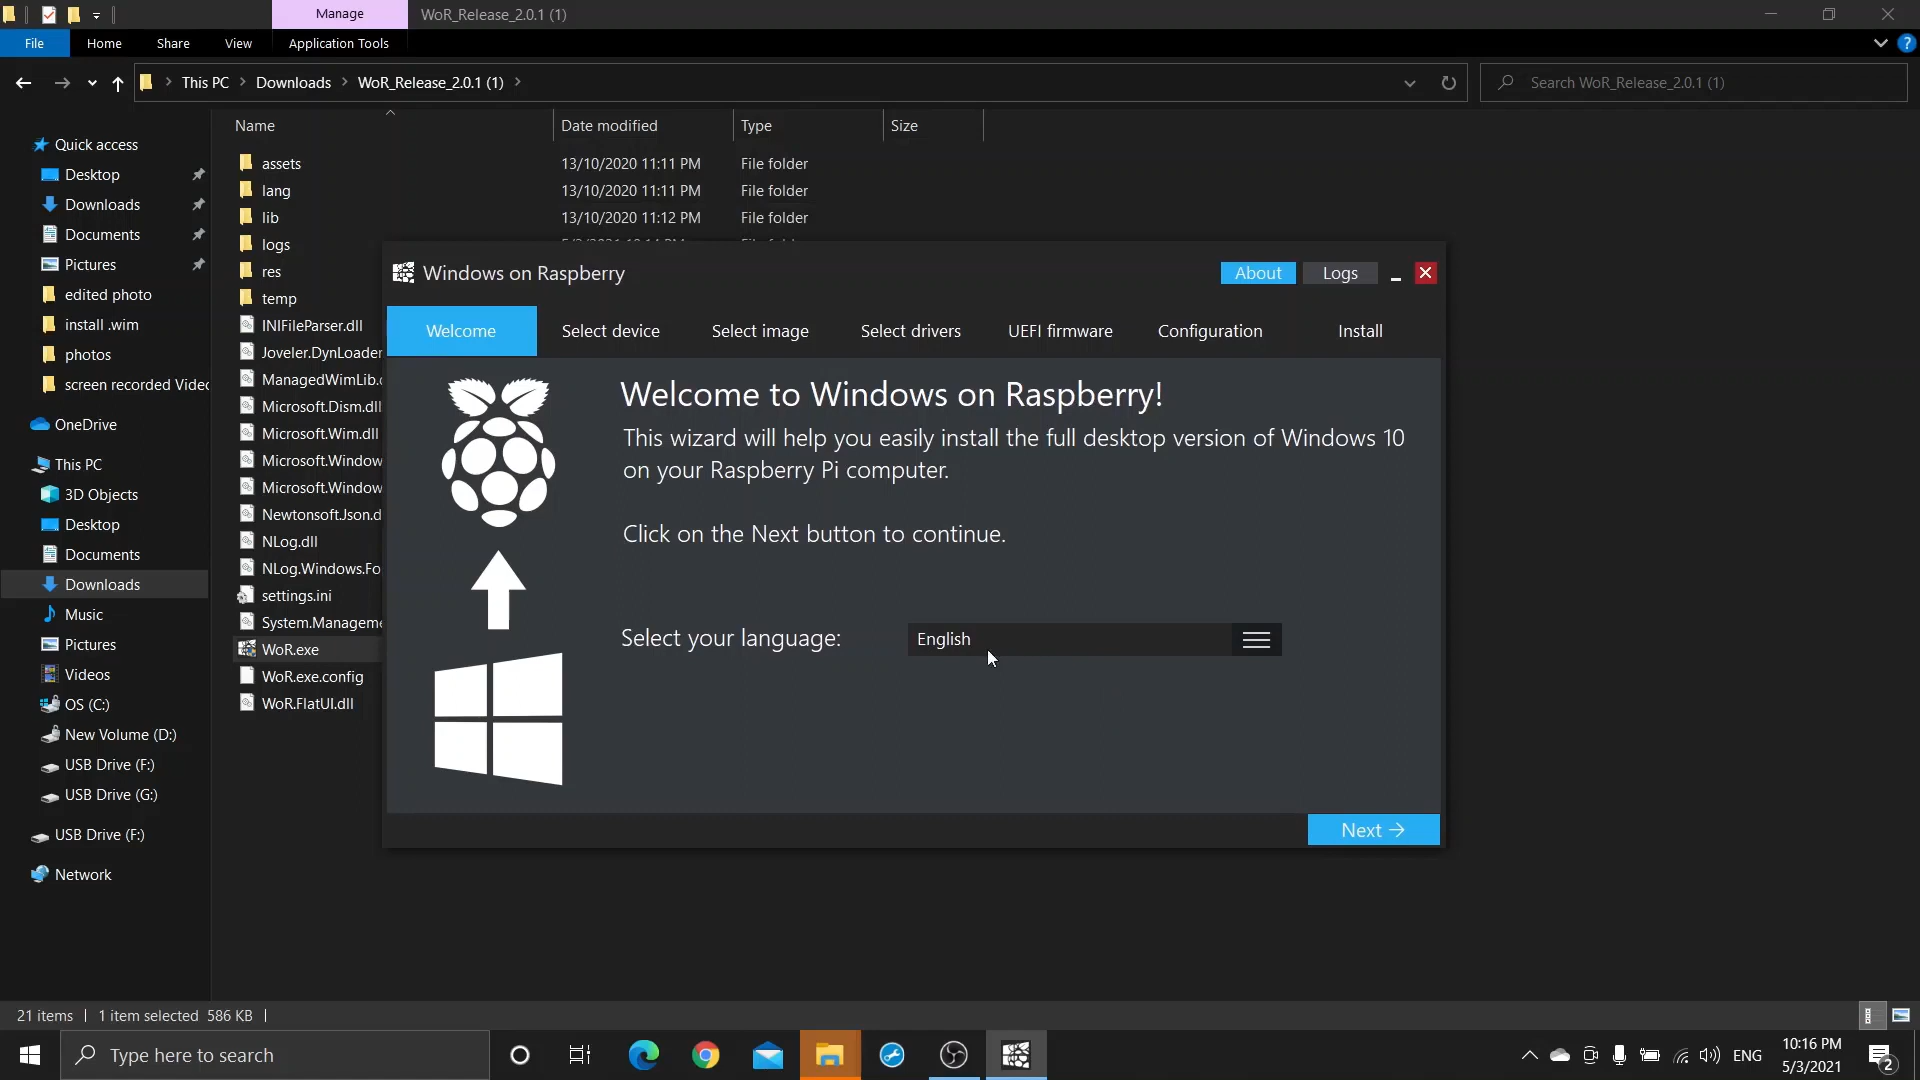 Manage
WoR_Release_2.0.1 (1)
File
Home
Share
View
Application Tools
This PC
Downloads
WoR_Release_2.0.1 (1)
Search WoR_Release_2.0.1 (1)
Name
Date modified
Type
Size
Quick access
Desktop
Downloads
Documents
Pictures
edited photo
install .wim
photos
screen recorded Videc
OneDrive
This PC
3D Objects
Desktop
Documents
Downloads
Music
Pictures
Videos
OS (C:)
New Volume (D:)
USB Drive (F:)
USB Drive (G:)
USB Drive (F:)
Network
assets 13/10/2020 11:11 PM File folder
lang 13/10/2020 11:11 PM File folder
lib 13/10/2020 11:12 PM File folder
logs
res
temp
INIFileParser.dll
Joveler.DynLoader
ManagedWimLib.
Microsoft.Dism.dll
Microsoft.Wim.dll
Microsoft.Window
Microsoft.Window
Newtonsoft.Json.d
NLog.dll
NLog.Windows.Fo
settings.ini
System.Manageme
WoR.exe
WoR.exe.config
WoR.FlatUI.dll
Windows on Raspberry
About
Logs
Welcome
Select device
Select image
Select drivers
UEFI firmware
Configuration
Install
Welcome to Windows on Raspberry!
This wizard will help you easily install the full desktop version of Windows 10
on your Raspberry Pi computer.
Click on the Next button to continue.
Select your language:
English
Next →
21 items
1 item selected 586 KB
Type here to search
ENG
10:16 PM
5/3/2021
2